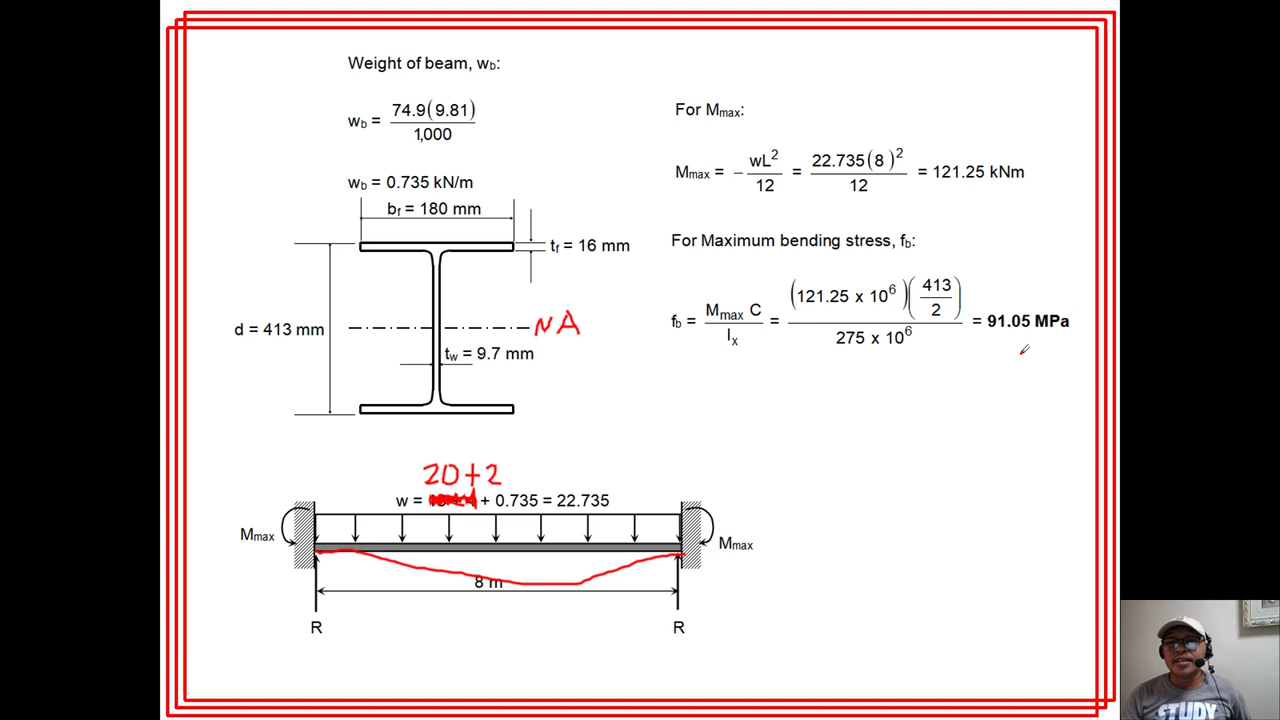 Weight of beam, wb:
wb = 74.9(9.81) / 1,000
wb = 0.735 kN/m
bf = 180 mm
tf = 16 mm
d = 413 mm
NA
tw = 9.7 mm
For Mmax:
Mmax = − wL² / 12 = 22.735(8)² / 12 = 121.25 kNm
For Maximum bending stress, fb:
fb = Mmax C / Ix = (121.25 x 10⁶)(413 / 2) / 275 x 10⁶ = 91.05 MPa
20+2
w = + 0.735 = 22.735
Mmax
Mmax
8 m
R
R
STUDY